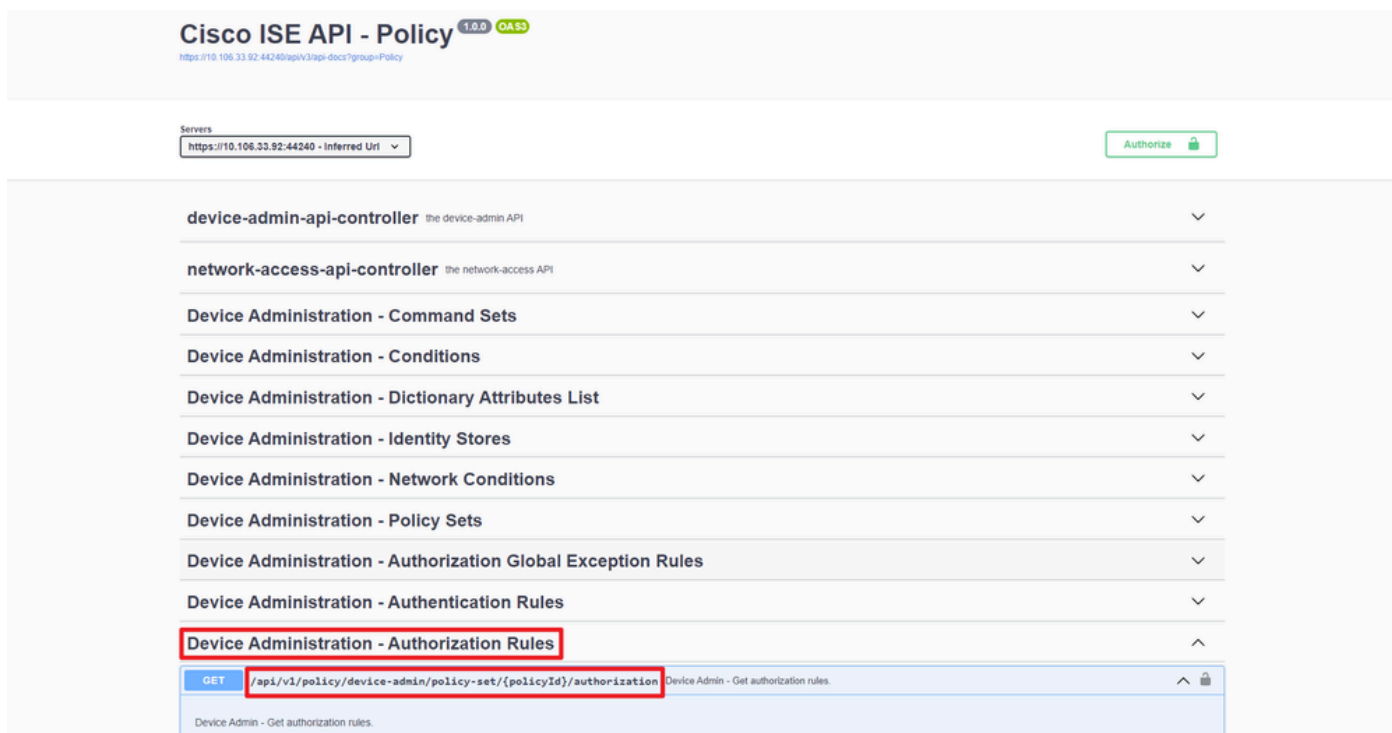 Cisco ISE API - Policy 1.0.0 OAS3
https://10.106.33.92:44240/api/v3/api-docs?group=Policy
Servers
https://10.106.33.92:44240 - Inferred Url
Authorize
device-admin-api-controller the device-admin API
network-access-api-controller the network-access API
Device Administration - Command Sets
Device Administration - Conditions
Device Administration - Dictionary Attributes List
Device Administration - Identity Stores
Device Administration - Network Conditions
Device Administration - Policy Sets
Device Administration - Authorization Global Exception Rules
Device Administration - Authentication Rules
Device Administration - Authorization Rules
GET /api/v1/policy/device-admin/policy-set/{policyId}/authorization Device Admin - Get authorization rules.
Device Admin - Get authorization rules.